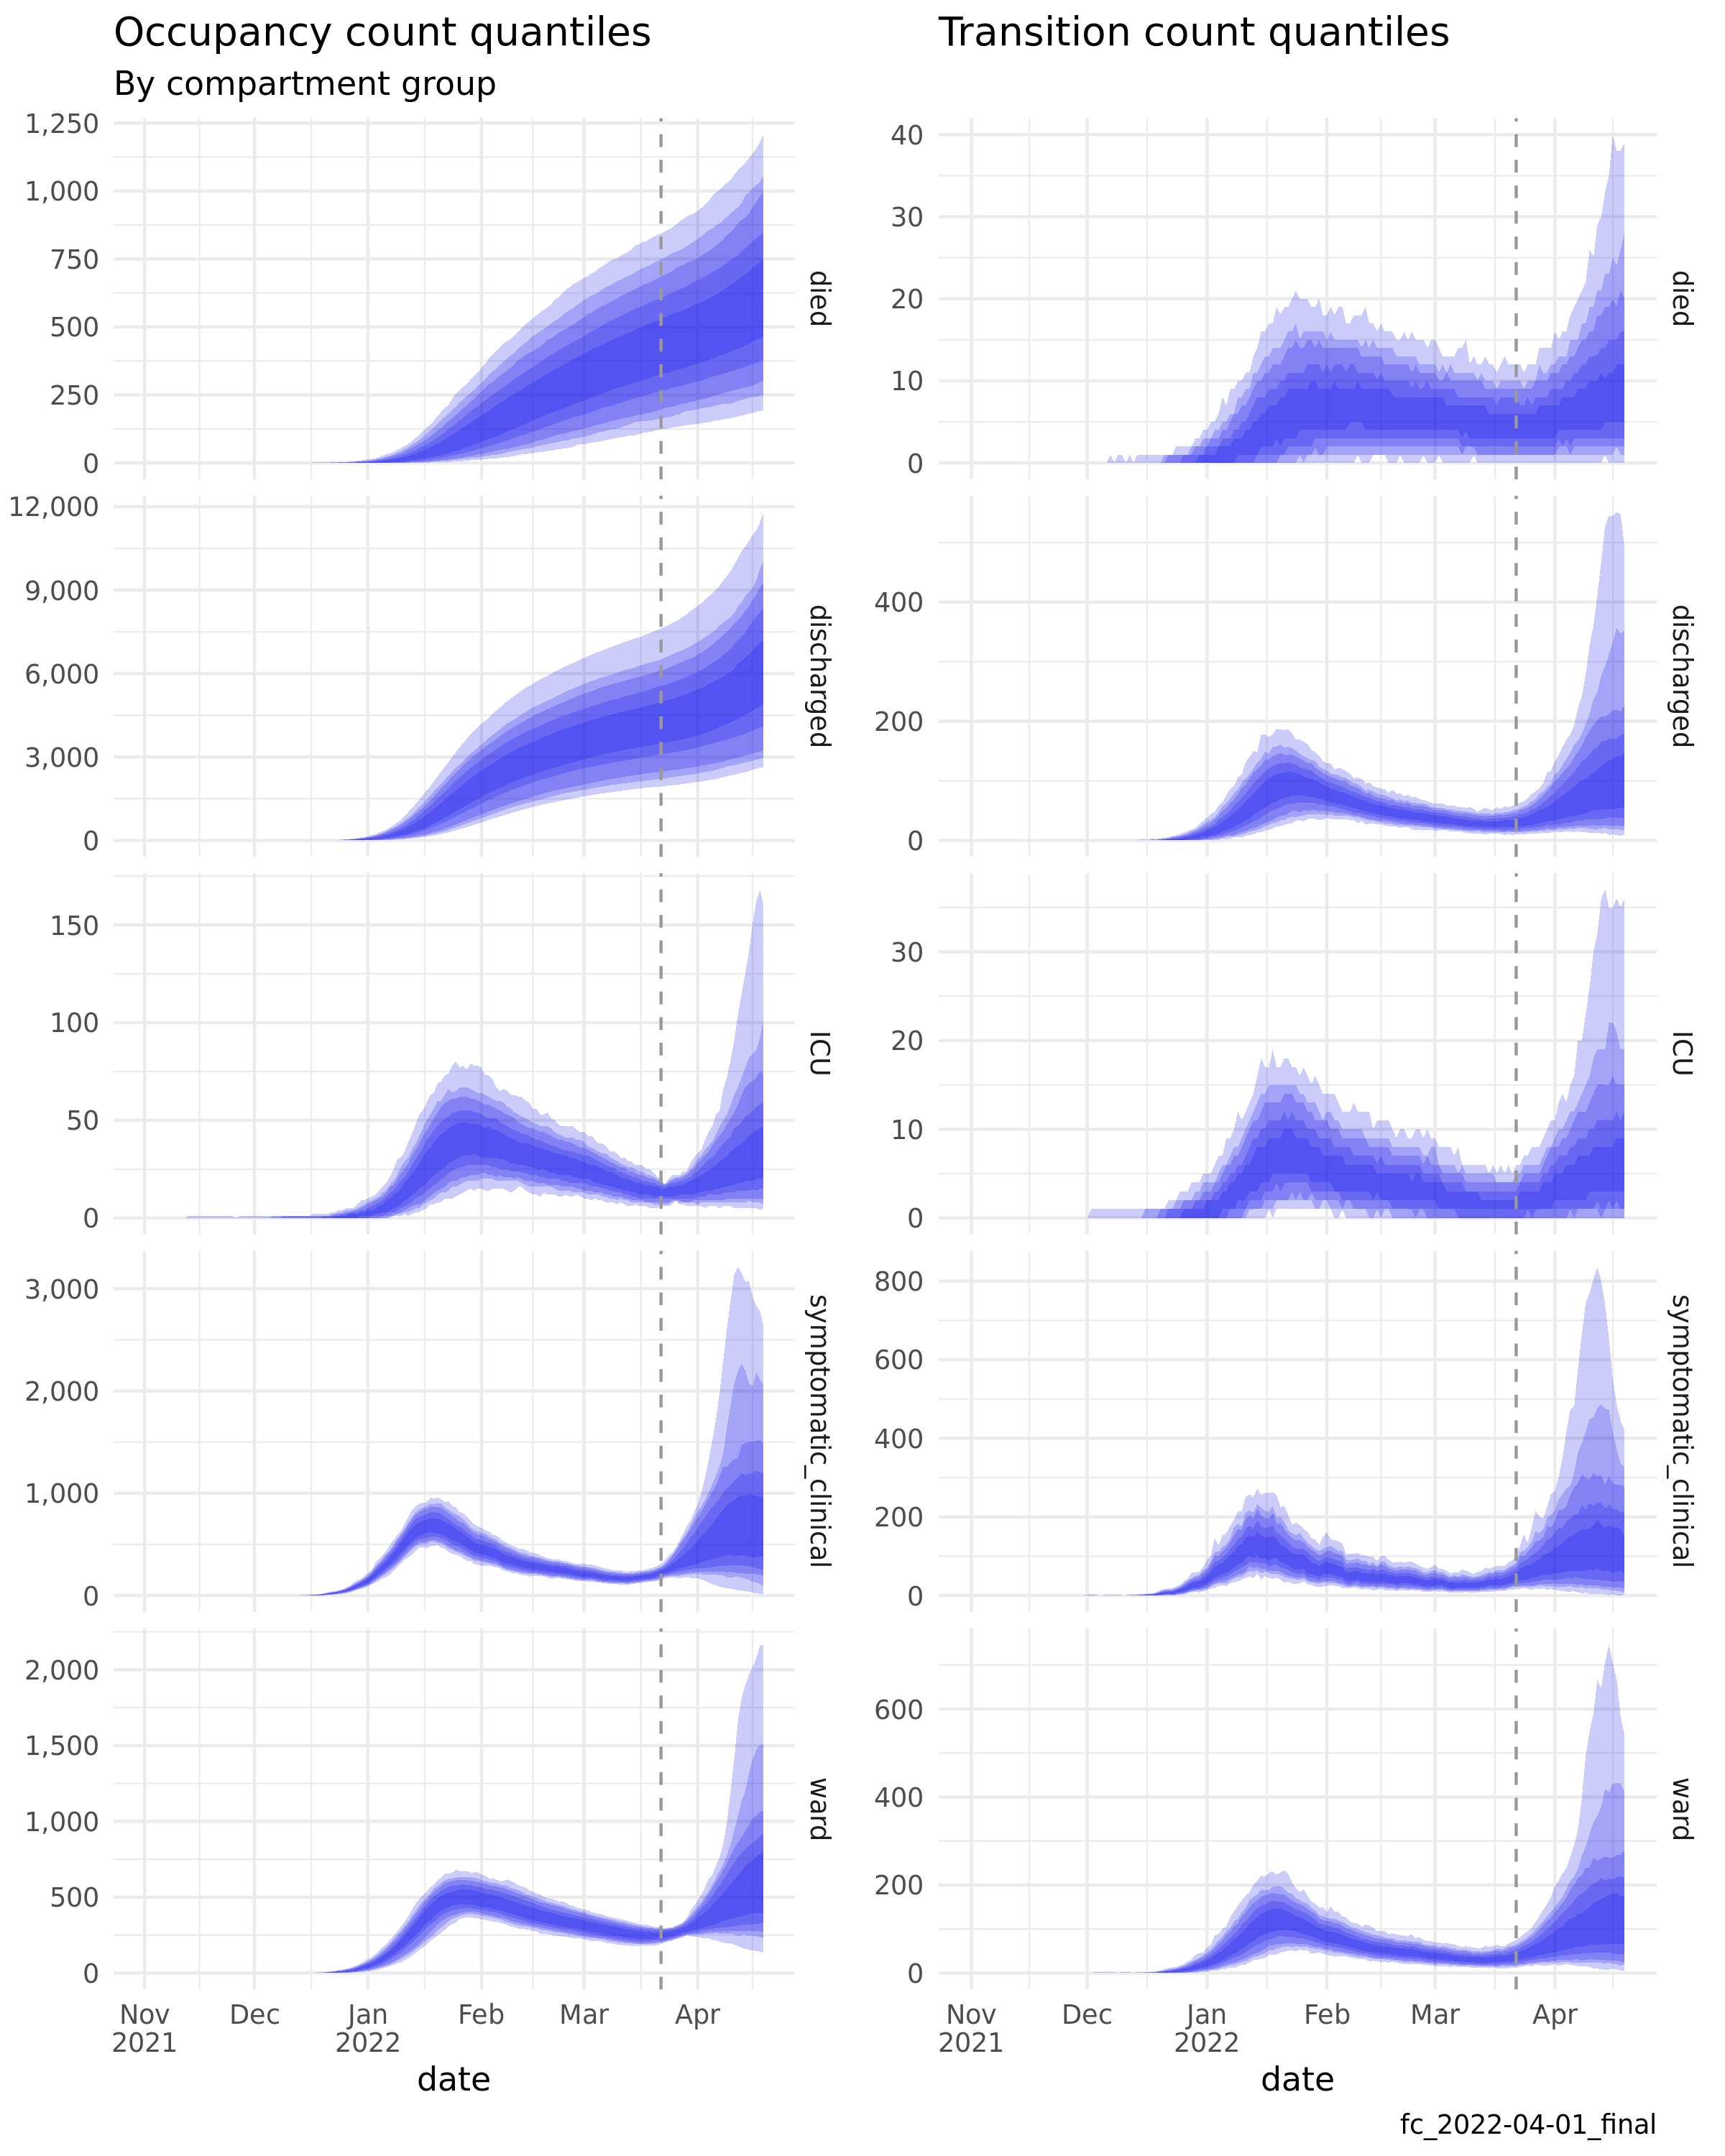 Occupancy count quantiles
By compartment group
Transition count quantiles
1,250
1,000
750
500
250
0
died
40
30
20
10
0
died
12,000
9,000
6,000
3,000
0
discharged
400
200
0
discharged
150
100
50
0
ICU
30
20
10
0
ICU
3,000
2,000
1,000
0
symptomatic_clinical
800
600
400
200
0
symptomatic_clinical
2,000
1,500
1,000
500
0
ward
600
400
200
0
ward
Nov Dec Jan Feb Mar Apr
2021 2022
date
Nov Dec Jan Feb Mar Apr
2021 2022
date
fc_2022-04-01_final